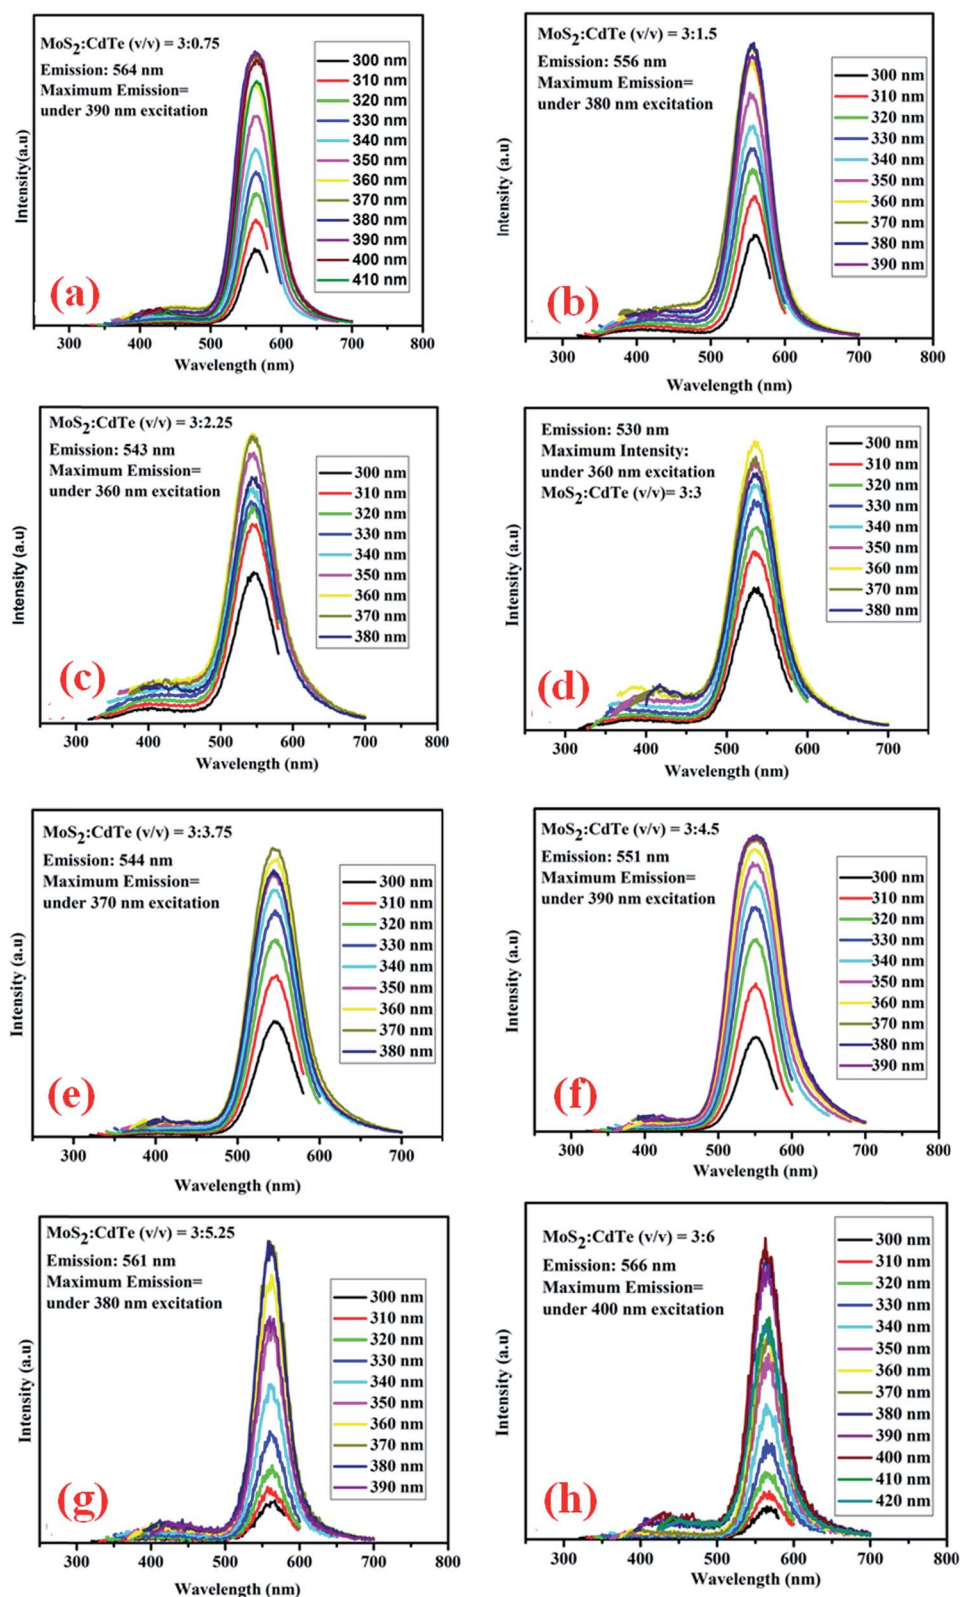 MoS2:CdTe (v/v) = 3:0.75
Emission: 564 nm
Maximum Emission=
under 390 nm excitation
300 nm
310 nm
320 nm
330 nm
340 nm
350 nm
360 nm
370 nm
380 nm
390 nm
400 nm
410 nm
Intensity(a.u)
(a)
300 400 500 600 700 800
Wavelength (nm)
MoS2:CdTe (v/v) = 3:1.5
Emission: 556 nm
Maximum Emission=
under 380 nm excitation
300 nm
310 nm
320 nm
330 nm
340 nm
350 nm
360 nm
370 nm
380 nm
390 nm
Intensity (a.u)
(b)
300 400 500 600 700 800
Wavelength (nm)
MoS2:CdTe (v/v) = 3:2.25
Emission: 543 nm
Maximum Emission=
under 360 nm excitation
300 nm
310 nm
320 nm
330 nm
340 nm
350 nm
360 nm
370 nm
380 nm
Intensity (a.u)
(c)
300 400 500 600 700 800
Wavelength (nm)
Emission: 530 nm
Maximum Intensity:
under 360 nm excitation
MoS2:CdTe (v/v)= 3:3
300 nm
310 nm
320 nm
330 nm
340 nm
350 nm
360 nm
370 nm
380 nm
Intensity (a.u)
(d)
300 400 500 600 700
Wavelength (nm)
MoS2:CdTe (v/v) = 3:3.75
Emission: 544 nm
Maximum Emission=
under 370 nm excitation
300 nm
310 nm
320 nm
330 nm
340 nm
350 nm
360 nm
370 nm
380 nm
Intensity (a.u)
(e)
300 400 500 600 700
Wavelength (nm)
MoS2:CdTe (v/v) = 3:4.5
Emission: 551 nm
Maximum Emission=
under 390 nm excitation
300 nm
310 nm
320 nm
330 nm
340 nm
350 nm
360 nm
370 nm
380 nm
390 nm
Intensity (a.u)
(f)
300 400 500 600 700 800
Wavelength (nm)
MoS2:CdTe (v/v) = 3:5.25
Emission: 561 nm
Maximum Emission=
under 380 nm excitation
300 nm
310 nm
320 nm
330 nm
340 nm
350 nm
360 nm
370 nm
380 nm
390 nm
Intensity (a.u)
(g)
300 400 500 600 700 800
Wavelength (nm)
MoS2:CdTe (v/v) = 3:6
Emission: 566 nm
Maximum Emission=
under 400 nm excitation
300 nm
310 nm
320 nm
330 nm
340 nm
350 nm
360 nm
370 nm
380 nm
390 nm
400 nm
410 nm
420 nm
Intensity (a.u)
(h)
300 400 500 600 700 800
Wavelength (nm)